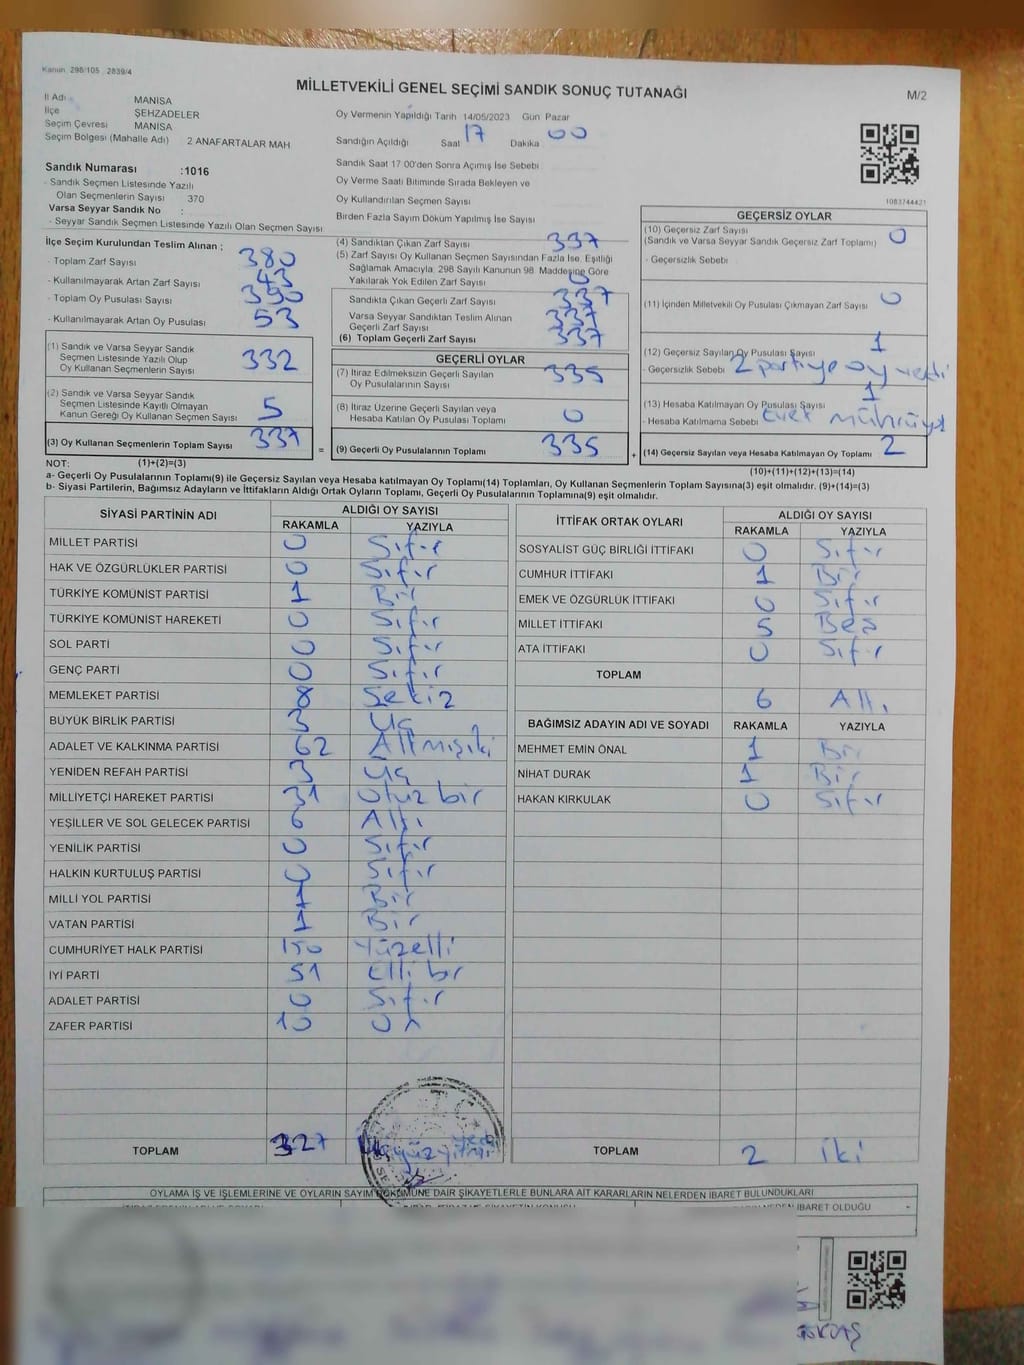 Kanun. 298/105 2839/4
MİLLETVEKİLİ GENEL SEÇİMİ SANDIK SONUÇ TUTANAĞI
M/2
İl Adı MANİSA
İlçe ŞEHZADELER
Seçim Çevresi MANİSA
Seçim Bölgesi (Mahalle Adı) 2 ANAFARTALAR MAH.
Sandık Numarası :1016
- Sandık Seçmen Listesinde Yazılı
Olan Seçmenlerin Sayısı 370
Varsa Seyyar Sandık No :
- Seyyar Sandık Seçmen Listesinde Yazılı Olan Seçmen Sayısı
Oy Vermenin Yapıldığı Tarih 14/05/2023 Gün Pazar
Sandığın Açıldığı Saat 17 Dakika 00
Sandık Saat 17 00'den Sonra Açımış İse Sebebi
Oy Verme Saati Bitiminde Sırada Bekleyen ve
Oy Kullandırılan Seçmen Sayısı
Birden Fazla Sayım Döküm Yapılmış İse Sayısı
1083744421
İlçe Seçim Kurulundan Teslim Alınan ;
- Toplam Zarf Sayısı 380
- Kullanılmayarak Artan Zarf Sayısı 43
- Toplam Oy Pusulası Sayısı 390
- Kullanılmayarak Artan Oy Pusulası 53
(1) Sandık ve Varsa Seyyar Sandık
Seçmen Listesinde Yazılı Olup
Oy Kullanan Seçmenlerin Sayısı 332
(2) Sandık ve Varsa Seyyar Sandık
Seçmen Listesinde Kayıtlı Olmayan
Kanun Gereği Oy Kullanan Seçmen Sayısı 5
(3) Oy Kullanan Seçmenlerin Toplam Sayısı 337
(4) Sandıktan Çıkan Zarf Sayısı 337
(5) Zarf Sayısı Oy Kullanan Seçmen Sayısından Fazla İse, Eşitliği
Sağlamak Amacıyla, 298 Sayılı Kanunun 98 Maddesine Göre
Yakılarak Yok Edilen Zarf Sayısı 0
Sandıkta Çıkan Geçerli Zarf Sayısı 337
Varsa Seyyar Sandıktan Teslim Alınan
Geçerli Zarf Sayısı 337
(6) Toplam Geçerli Zarf Sayısı 337
GEÇERLİ OYLAR
(7) İtiraz Edilmeksizin Geçerli Sayılan
Oy Pusulalarının Sayısı 335
(8) İtiraz Üzerine Geçerli Sayılan veya
Hesaba Katılan Oy Pusulası Toplamı 0
= (9) Geçerli Oy Pusulalarının Toplamı 335 +
GEÇERSİZ OYLAR
(10) Geçersiz Zarf Sayısı 0
(Sandık ve Varsa Seyyar Sandık Geçersiz Zarf Toplamı)
- Geçersizlik Sebebi
(11) İçinden Milletvekili Oy Pusulası Çıkmayan Zarf Sayısı 0
(12) Geçersiz Sayılan Oy Pusulası Sayısı 1
- Geçersizlik Sebebi 2 partiye oy verdi
(13) Hesaba Katılmayan Oy Pusulası Sayısı 1
- Hesaba Katılmama Sebebi Evet
(14) Geçersiz Sayılan veya Hesaba Katılmayan Oy Toplamı 2
NOT: (1)+(2)=(3) (10)+(11)+(12)+(13)=(14)
a- Geçerli Oy Pusulalarının Toplamı(9) ile Geçersiz Sayılan veya Hesaba katılmayan Oy Toplamı(14) Toplamları, Oy Kullanan Seçmenlerin Toplam Sayısına(3) eşit olmalıdır. (9)+(14)=(3)
b- Siyasi Partilerin, Bağımsız Adayların ve İttifakların Aldığı Ortak Oyların Toplamı, Geçerli Oy Pusulalarının Toplamına(9) eşit olmalıdır.
SİYASİ PARTİNİN ADI ALDIĞI OY SAYISI
RAKAMLA YAZIYLA
MİLLET PARTİSİ 0 Sıfır
HAK VE ÖZGÜRLÜKLER PARTİSİ 0 Sıfır
TÜRKİYE KOMÜNİST PARTİSİ 1 Bir
TÜRKİYE KOMÜNİST HAREKETİ 0 Sıfır
SOL PARTİ 0 Sıfır
GENÇ PARTİ 0 Sıfır
MEMLEKET PARTİSİ 8 Sekiz
BÜYÜK BİRLİK PARTİSİ 3 Üç
ADALET VE KALKINMA PARTİSİ 62 Altmışiki
YENİDEN REFAH PARTİSİ 3 Üç
MİLLİYETÇİ HAREKET PARTİSİ 31 Otuz bir
YEŞİLLER VE SOL GELECEK PARTİSİ 6 Altı
YENİLİK PARTİSİ 0 Sıfır
HALKIN KURTULUŞ PARTİSİ 0 Sıfır
MİLLİ YOL PARTİSİ 1 Bir
VATAN PARTİSİ 1 Bir
CUMHURİYET HALK PARTİSİ 150 Yüzelli
İYİ PARTİ 51 Elli bir
ADALET PARTİSİ 0 Sıfır
ZAFER PARTİSİ 10 On
TOPLAM 327 Üçyüzyirmi yedi
İTTİFAK ORTAK OYLARI ALDIĞI OY SAYISI
RAKAMLA YAZIYLA
SOSYALİST GÜÇ BİRLİĞİ İTTİFAKI 0 Sıfır
CUMHUR İTTİFAKI 1 Bir
EMEK VE ÖZGÜRLÜK İTTİFAKI 0 Sıfır
MİLLET İTTİFAKI 5 Beş
ATA İTTİFAKI 0 Sıfır
TOPLAM
6 Altı
BAĞIMSIZ ADAYIN ADI VE SOYADI RAKAMLA YAZIYLA
MEHMET EMİN ÖNAL 1 Bir
NİHAT DURAK 1 Bir
HAKAN KIRKULAK 0 Sıfır
TOPLAM 2 iki
OYLAMA İŞ VE İŞLEMLERİNE VE OYLARIN SAYIM DÖKÜMÜNE DAİR ŞİKAYETLERLE BUNLARA AİT KARARLARIN NELERDEN İBARET BULUNDUKLARI
NEDEN İBARET OLDUĞU